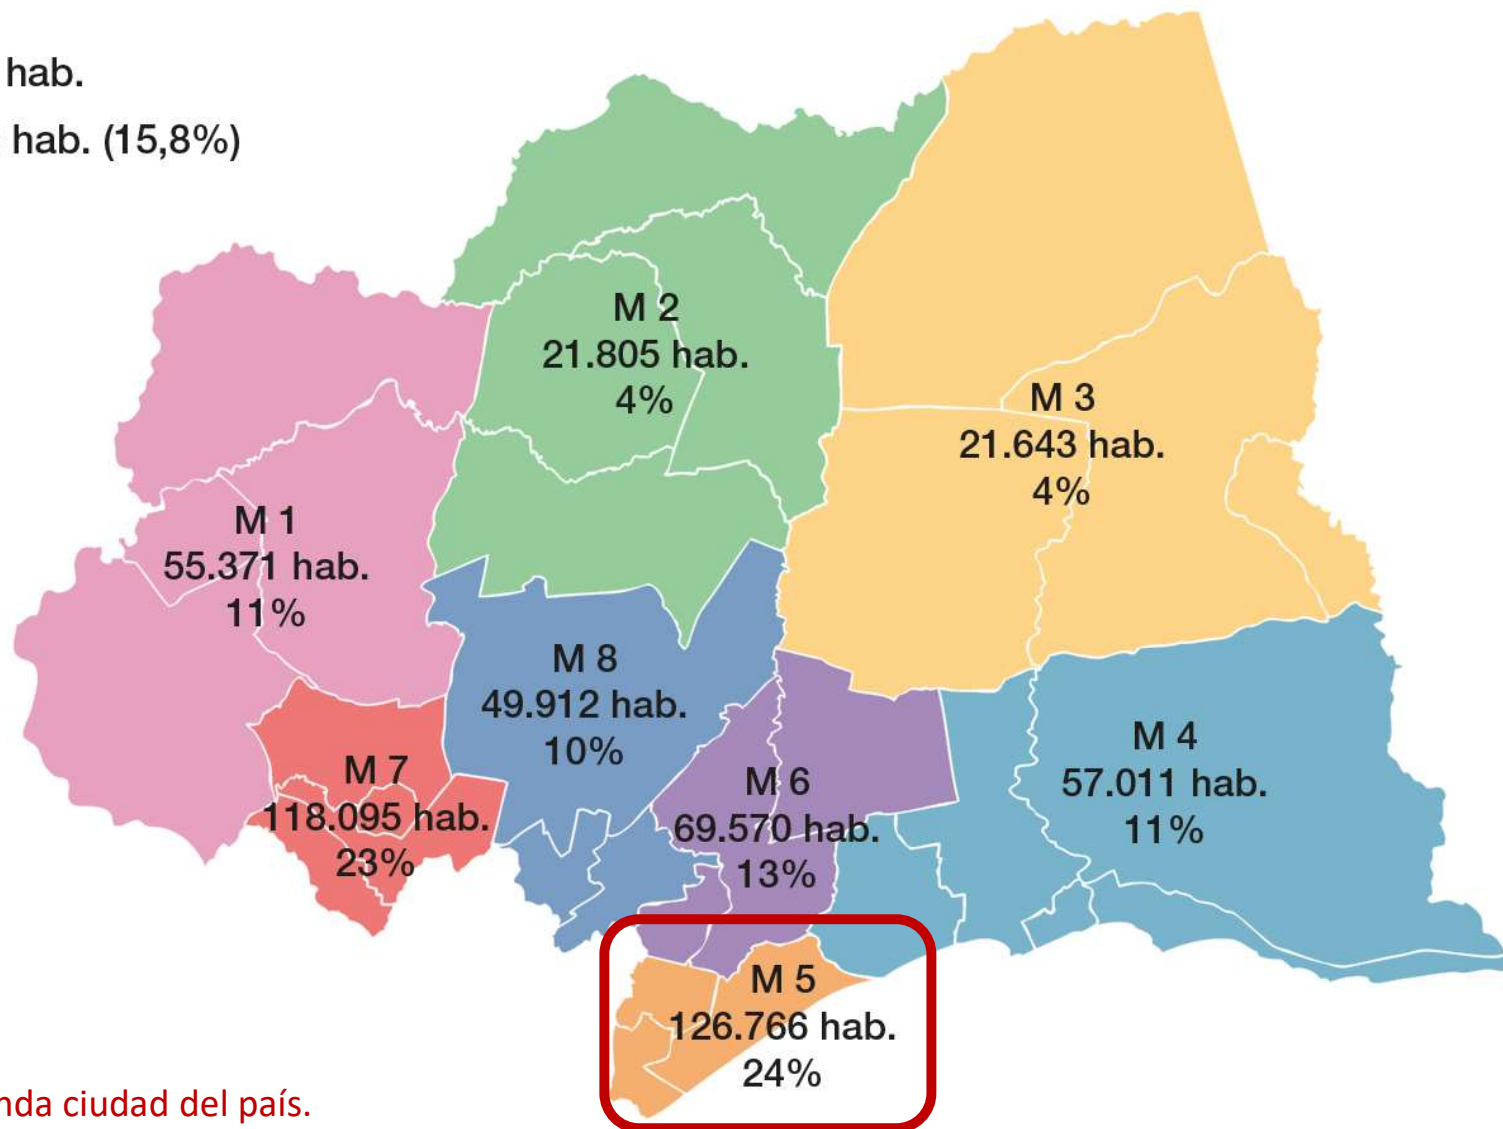 hab.
hab. (15,8%)
M 2
21.805 hab.
4%
M 3
21.643 hab.
4%
M 1
55.371 hab.
11%
M 8
49.912 hab.
10%
M 4
57.011 hab.
11%
M 7
118.095 hab.
23%
M 6
69.570 hab.
13%
M 5
126.766 hab.
24%
nda ciudad del país.